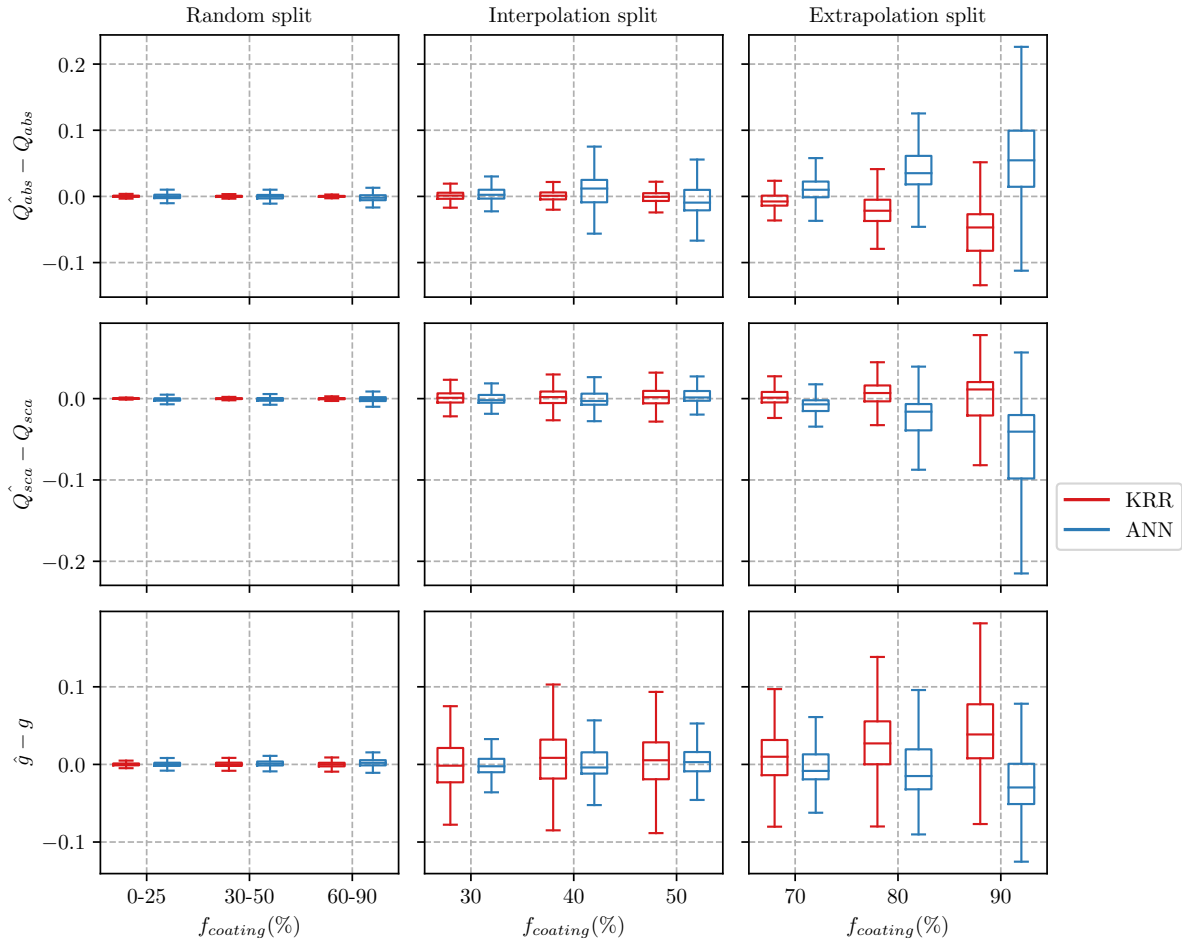 Random split
Interpolation split
Extrapolation split
0.2
0.1
0.0
−0.1
$\hat{Q_{abs}} - Q_{abs}$
0.0
−0.1
−0.2
$\hat{Q_{sca}} - Q_{sca}$
KRR
ANN
0.1
0.0
−0.1
$\hat{g} - g$
0-25 30-50 60-90
30 40 50
70 80 90
$f_{coating}(\%)$
$f_{coating}(\%)$
$f_{coating}(\%)$